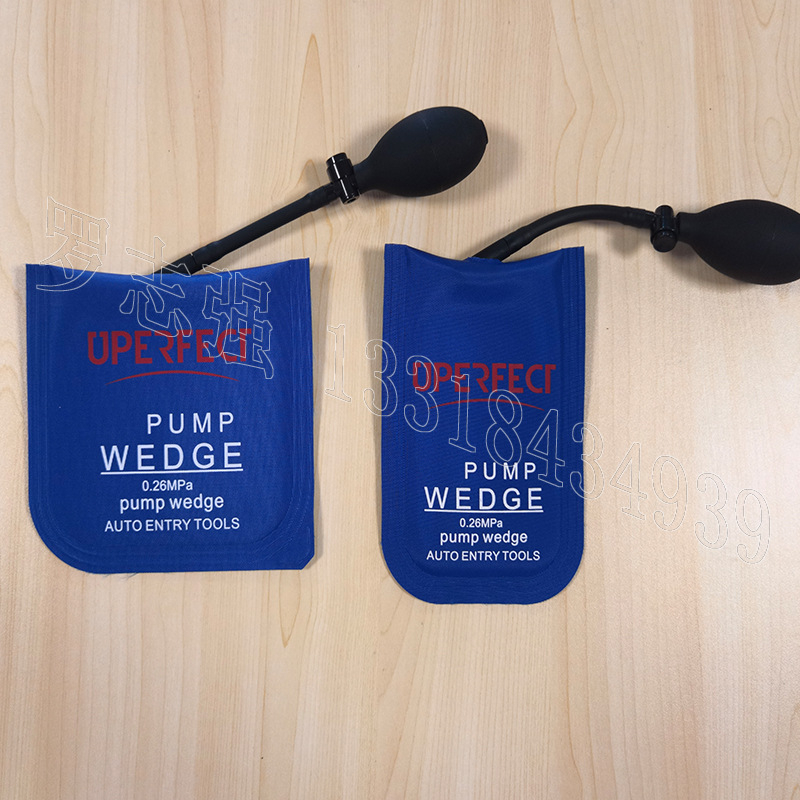 UPERFECT
PUMP
WEDGE
0.26MPa
pump wedge
AUTO ENTRY TOOLS
UPERFECT
PUMP
WEDGE
0.26MPa
pump wedge
AUTO ENTRY TOOLS
罗志强 13318434939